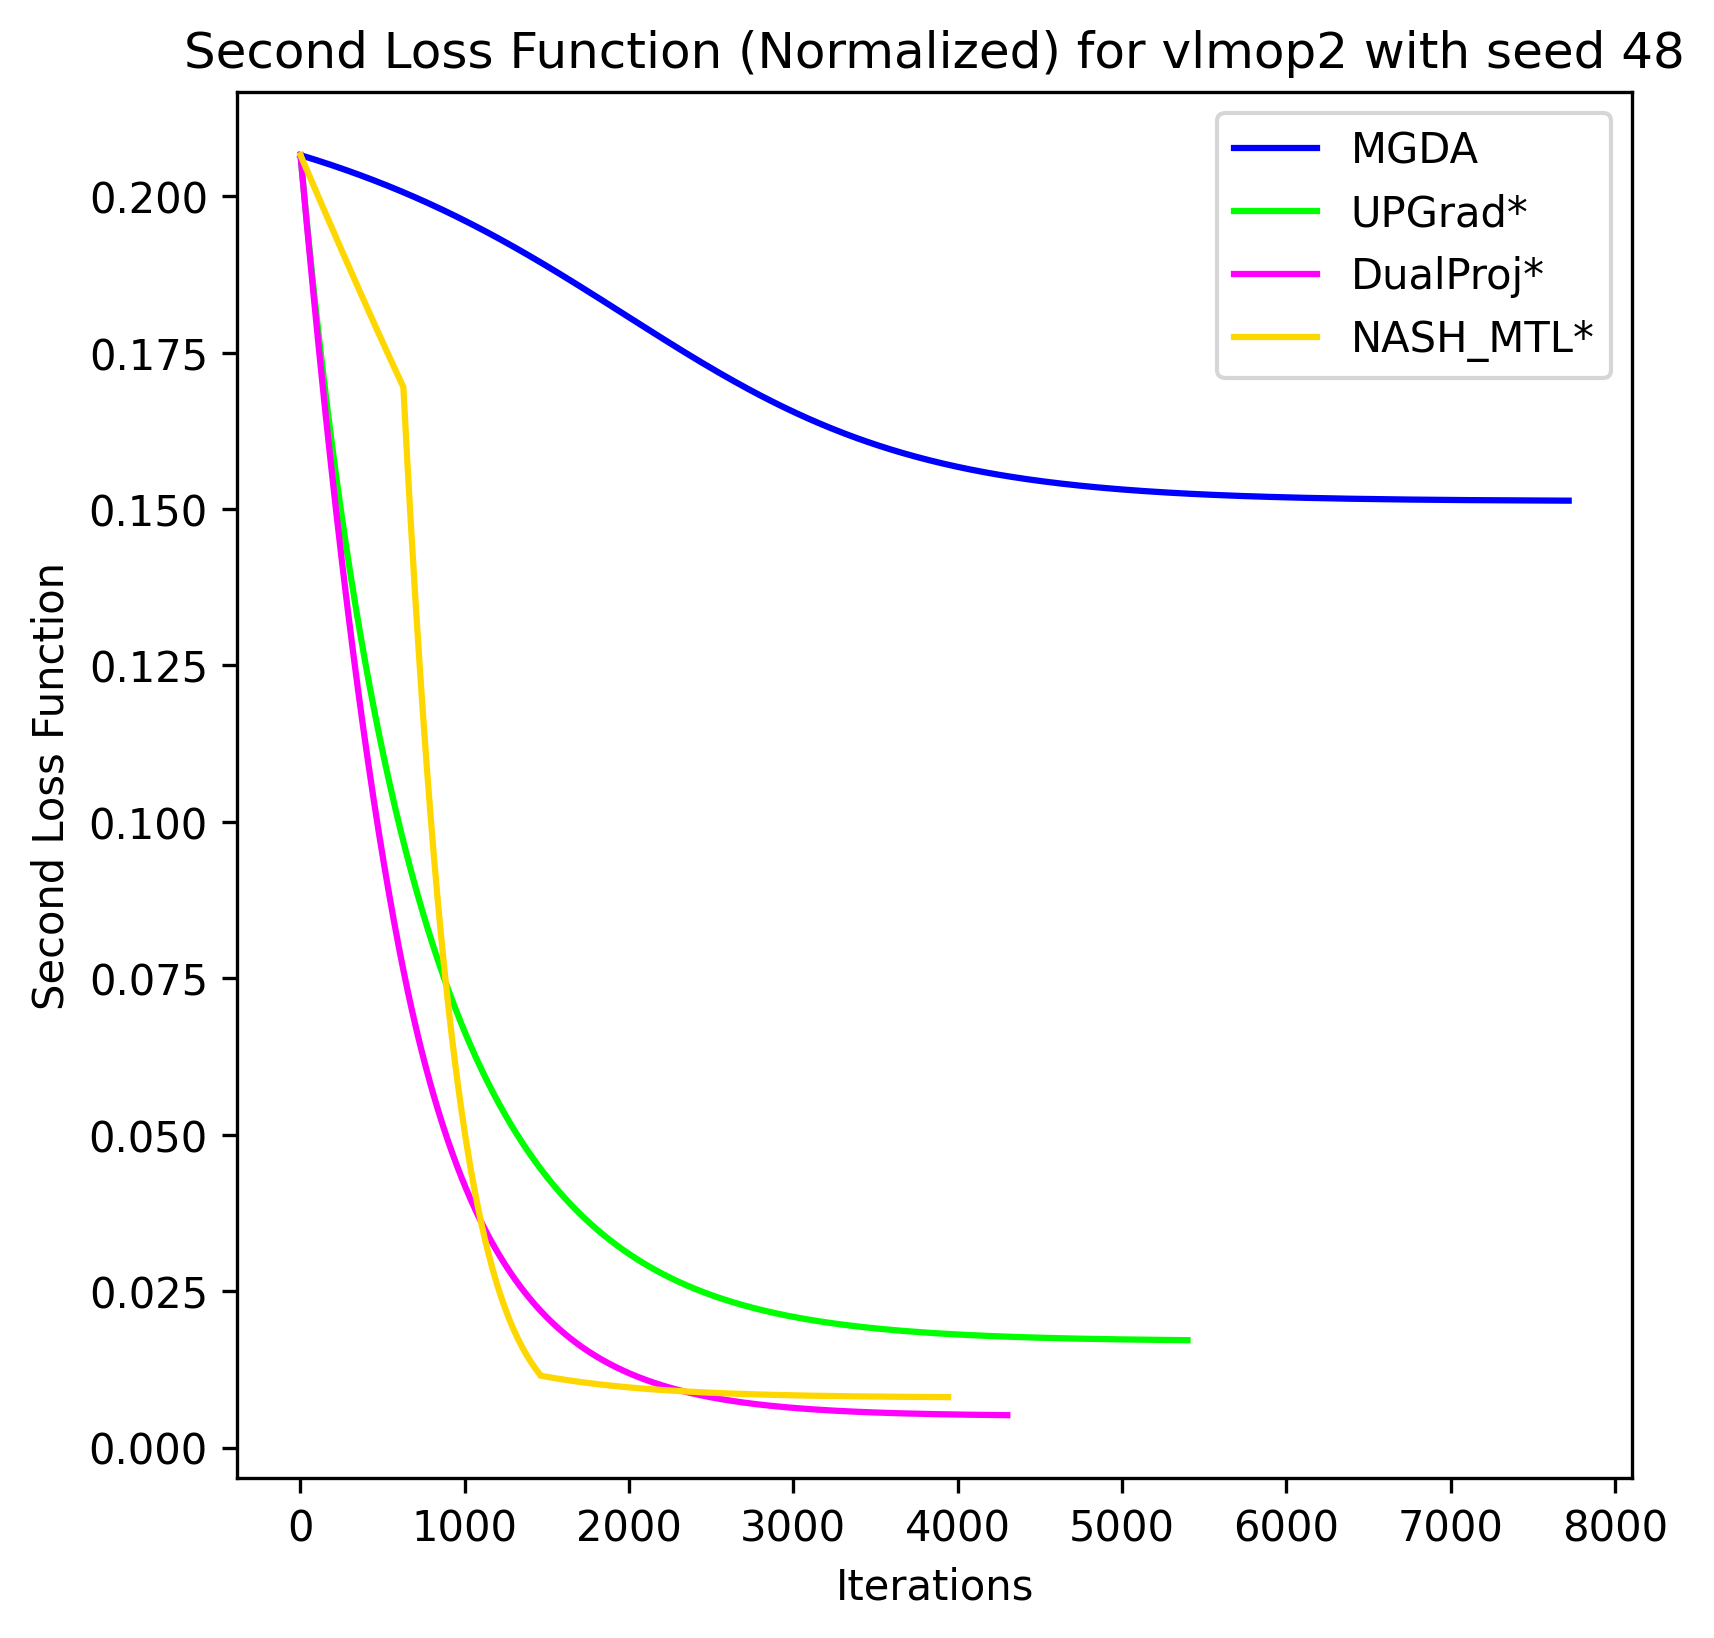 Second Loss Function (Normalized) for vlmop2 with seed 48
MGDA
UPGrad*
DualProj*
NASH_MTL*
Second Loss Function
0.200
0.175
0.150
0.125
0.100
0.075
0.050
0.025
0.000
0 1000 2000 3000 4000 5000 6000 7000 8000
Iterations